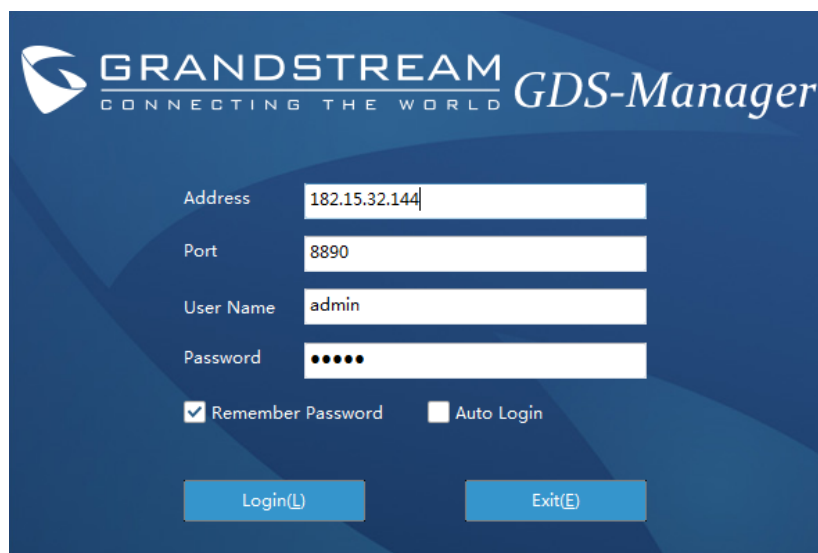 GRANDSTREAM
CONNECTING THE WORLD
GDS-Manager
Address 182.15.32.144
Port 8890
User Name admin
Password •••••
Remember Password Auto Login
Login(L) Exit(E)